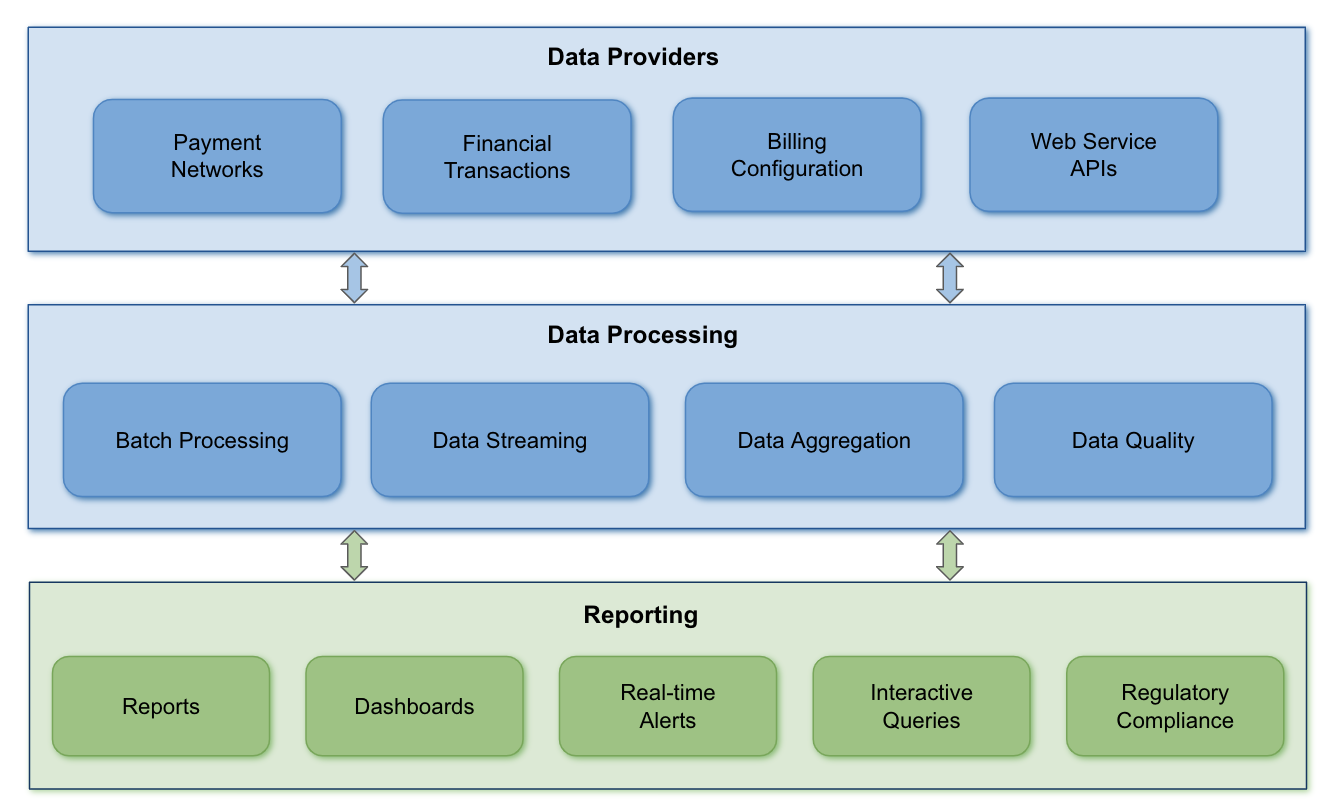 Data Providers
Payment
Networks
Financial
Transactions
Billing
Configuration
Web Service
APIs
Data Processing
Batch Processing
Data Streaming
Data Aggregation
Data Quality
Reporting
Reports
Dashboards
Real-time
Alerts
Interactive
Queries
Regulatory
Compliance